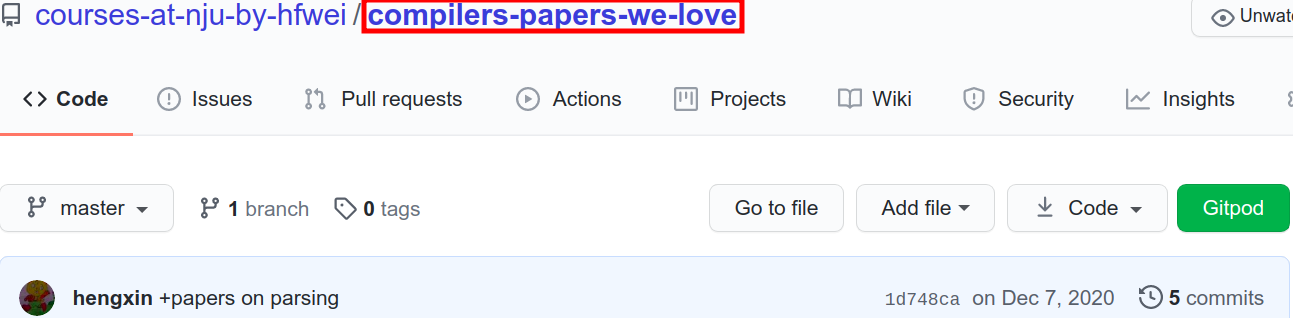 courses-at-nju-by-hfwei / compilers-papers-we-love
Code Issues Pull requests Actions Projects Wiki Security Insights
master 1 branch 0 tags Go to file Add file Code Gitpod
hengxin +papers on parsing 1d748ca on Dec 7, 2020 5 commits